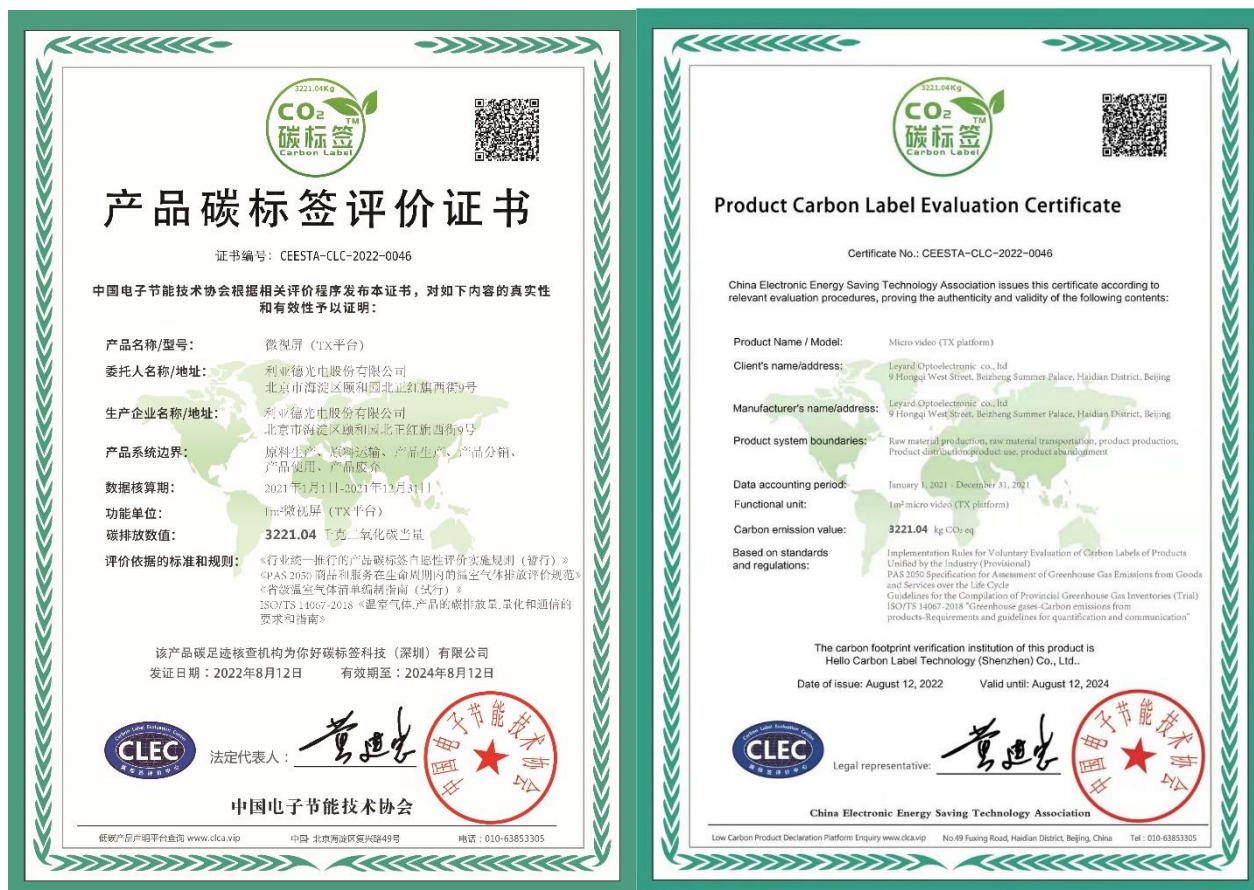 3221.04Kg
CO₂
TM
碳标签
Carbon Label
产品碳标签评价证书
证书编号：CEESTA-CLC-2022-0046
中国电子节能技术协会根据相关评价程序发布本证书，对如下内容的真实性
和有效性予以证明：
产品名称/型号： 微视屏（TX平台）
委托人名称/地址： 利亚德光电股份有限公司
北京市海淀区颐和园北正红旗西街9号
生产企业名称/地址： 利亚德光电股份有限公司
北京市海淀区颐和园北正红旗西街9号
产品系统边界： 原料生产、原料运输、产品生产、产品分销、
产品使用、产品废弃
数据核算期： 2021年1月1日-2021年12月31日
功能单位： 1m²微视屏（TX平台）
碳排放数值： 3221.04 千克二氧化碳当量
评价依据的标准和规则： 《行业统一推行的产品碳标签自愿性评价实施规则（暂行）》
《PAS 2050 商品和服务在生命周期内的温室气体排放评价规范》
《省级温室气体清单编制指南（试行）》
ISO/TS 14067-2018《温室气体.产品的碳排放量.量化和通信的
要求和指南》
该产品碳足迹核查机构为你好碳标签科技（深圳）有限公司
发证日期：2022年8月12日 有效期至：2024年8月12日
Carbon Label Evaluation Center
CLEC
碳标签评价中心
法定代表人：
中国电子节能技术协会
中国电子节能技术协会
低碳产品声明平台查询 www.clca.vip 中国·北京海淀区复兴路49号 电话：010-63853305
3221.04Kg
CO₂
TM
碳标签
Carbon Label
Product Carbon Label Evaluation Certificate
Certificate No.: CEESTA-CLC-2022-0046
China Electronic Energy Saving Technology Association issues this certificate according to
relevant evaluation procedures, proving the authenticity and validity of the following contents:
Product Name / Model: Micro video (TX platform)
Client's name/address: Leyard Optoelectronic co., ltd
9 Hongqi West Street, Beizheng Summer Palace, Haidian District, Beijing
Manufacturer's name/address: Leyard Optoelectronic co., ltd
9 Hongqi West Street, Beizheng Summer Palace, Haidian District, Beijing
Product system boundaries: Raw material production, raw material transportation, product production,
Product distribution,product use, product abandonment
Data accounting period: January 1, 2021 - December 31, 2021
Functional unit: 1m² micro video (TX platform)
Carbon emission value: 3221.04 kg CO₂ eq
Based on standards
and regulations:
Implementation Rules for Voluntary Evaluation of Carbon Labels of Products
Unified by the Industry (Provisional)
PAS 2050 Specification for Assessment of Greenhouse Gas Emissions from Goods
and Services over the Life Cycle
Guidelines for the Compilation of Provincial Greenhouse Gas Inventories (Trial)
ISO/TS 14067-2018 "Greenhouse gases-Carbon emissions from
products-Requirements and guidelines for quantification and communication"
The carbon footprint verification institution of this product is
Hello Carbon Label Technology (Shenzhen) Co., Ltd..
Date of issue: August 12, 2022 Valid until: August 12, 2024
Carbon Label Evaluation Center
CLEC
碳标签评价中心
Legal representative:
中国电子节能技术协会
China Electronic Energy Saving Technology Association
Low Carbon Product Declaration Platform Enquiry www.clca.vip No.49 Fuxing Road, Haidian District, Beijing, China Tel : 010-63853305